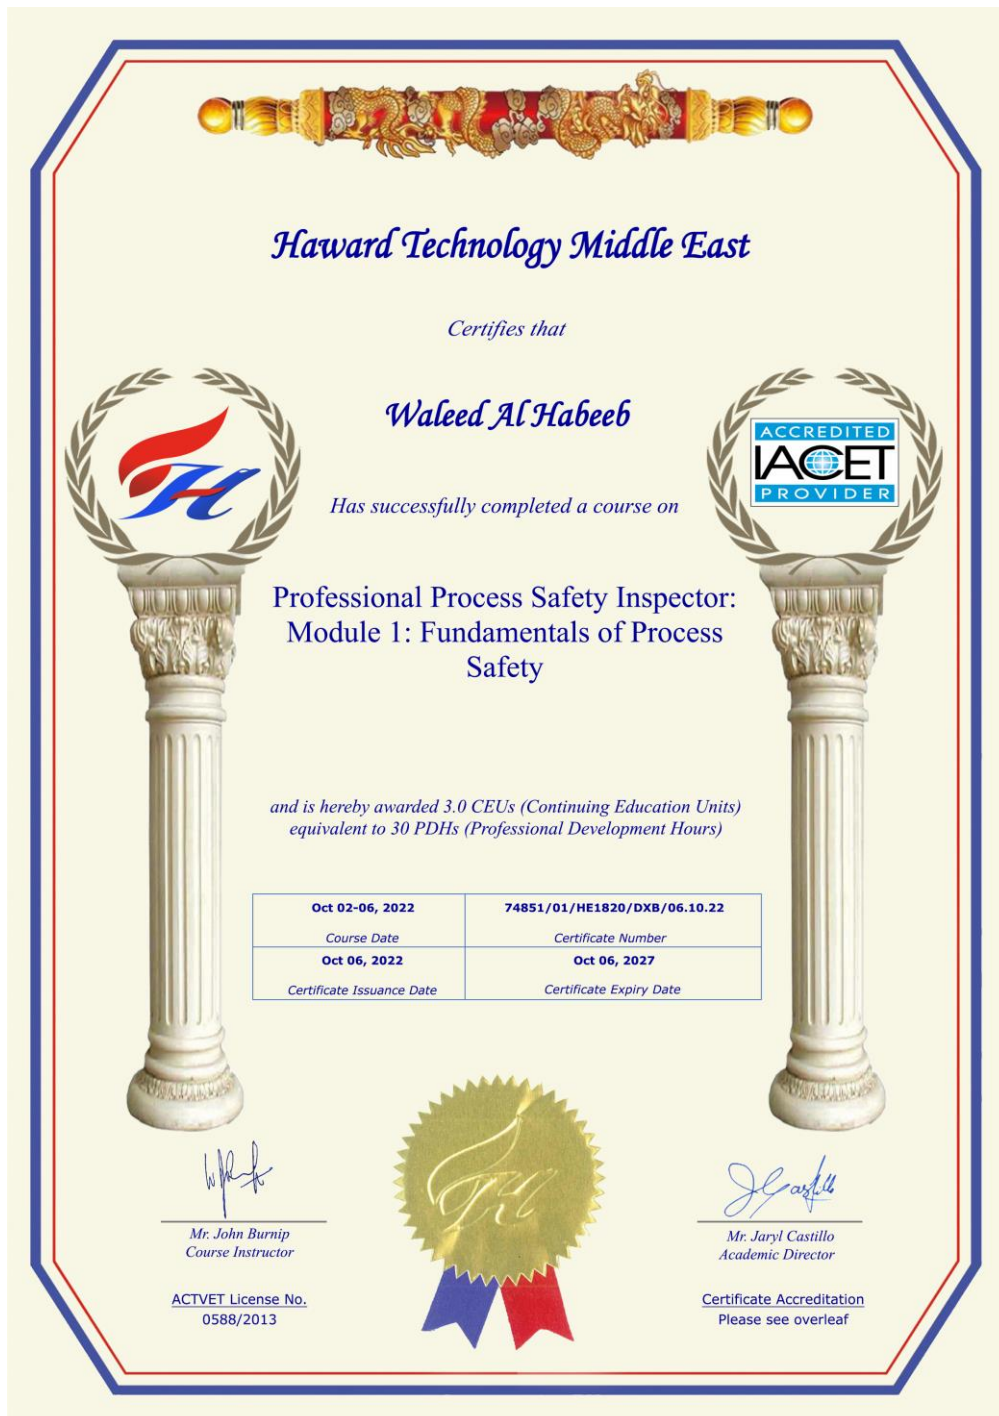 Haward Technology Middle East
Certifies that
Waleed Al Habeeb
ACCREDITED
IACET
PROVIDER
Has successfully completed a course on
Professional Process Safety Inspector:
Module 1: Fundamentals of Process
Safety
and is hereby awarded 3.0 CEUs (Continuing Education Units)
equivalent to 30 PDHs (Professional Development Hours)
Oct 02-06, 2022
Course Date
74851/01/HE1820/DXB/06.10.22
Certificate Number
Oct 06, 2022
Certificate Issuance Date
Oct 06, 2027
Certificate Expiry Date
Mr. John Burnip
Course Instructor
ACTVET License No.
0588/2013
Mr. Jaryl Castillo
Academic Director
Certificate Accreditation
Please see overleaf